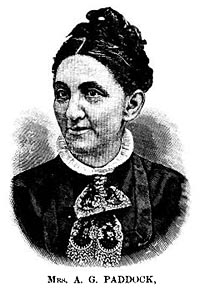 Mrs. A. G. PADDOCK,